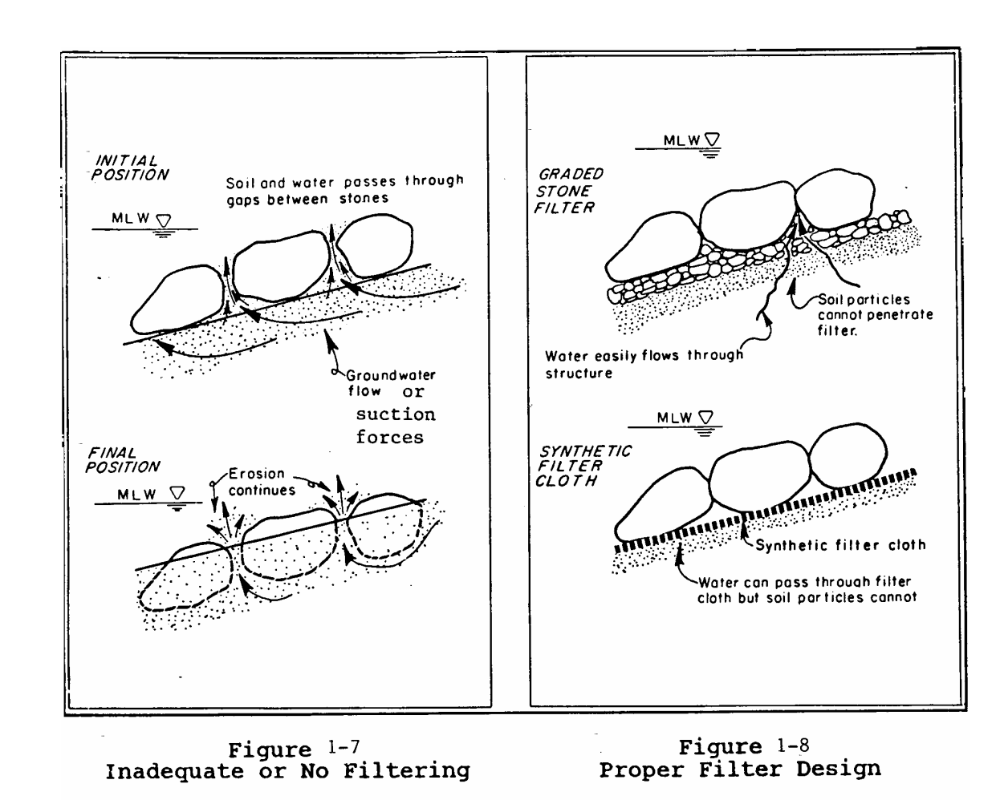 INITIAL
POSITION
Soil and water passes through
gaps between stones
MLW
Groundwater
flow or
suction
forces
FINAL
POSITION
Erosion
continues
MLW
MLW
GRADED
STONE
FILTER
Soil particles
cannot penetrate
filter.
Water easily flows through
structure
MLW
SYNTHETIC
FILTER
CLOTH
Synthetic filter cloth
Water can pass through filter
cloth but soil particles cannot
Figure 1-7
Inadequate or No Filtering
Figure 1-8
Proper Filter Design